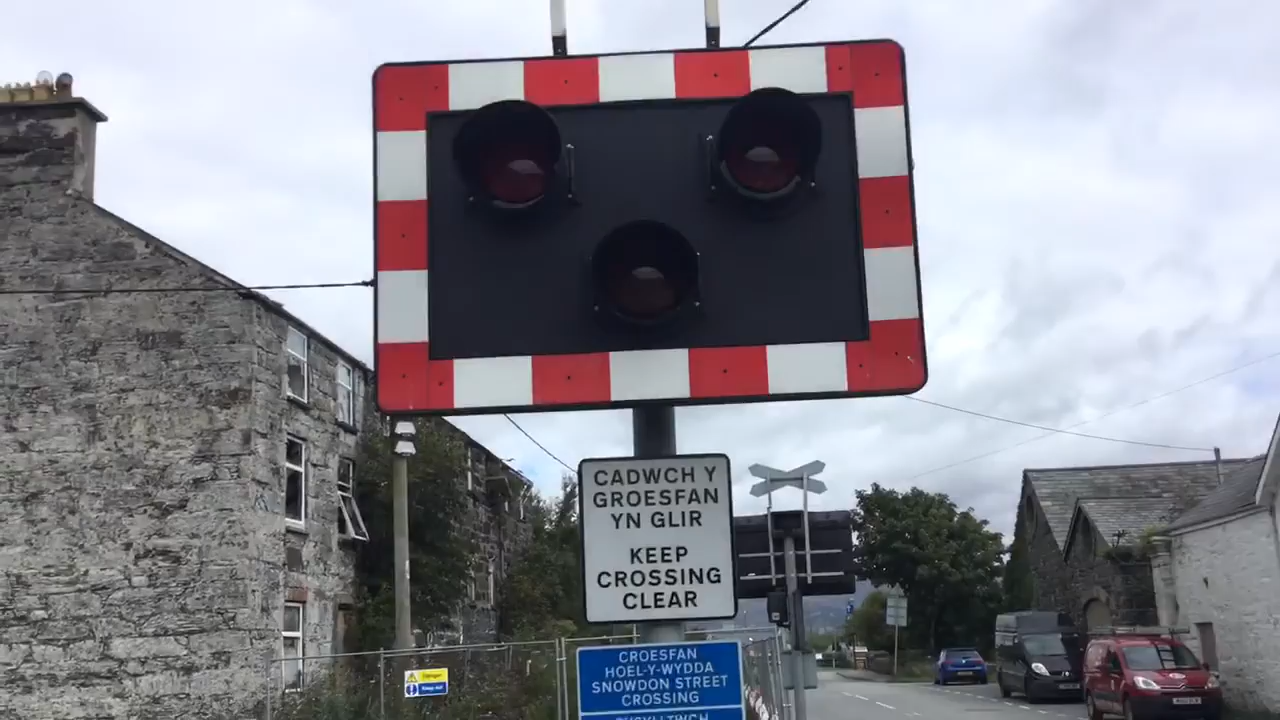 CADWCH Y
GROESFAN
YN GLIR
KEEP
CROSSING
CLEAR
CROESFAN
HOEL-Y-WYDDA
SNOWDON STREET
CROSSING